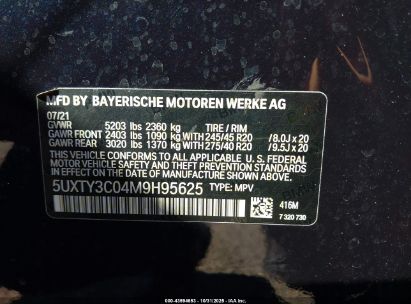 MFD BY BAYERISCHE MOTOREN WERKE AG
07/21
GVWR 5203 lbs 2360 kg TIRE / RIM
GAWR FRONT 2403 lbs 1090 kg WITH 245/45 R20 /8.0J x 20
GAWR REAR 3020 lbs 1370 kg WITH 275/40 R20 /9.5J x 20
THIS VEHICLE CONFORMS TO ALL APPLICABLE U. S. FEDERAL
MOTOR VEHICLE SAFETY, BUMPER, AND THEFT PREVENTION
STANDARDS IN EFFECT ON THE DATE OF MANUFACTURE SHOWN ABOVE.
5UXTY3C04M9H95625 TYPE: MPV
416M
7 320 730